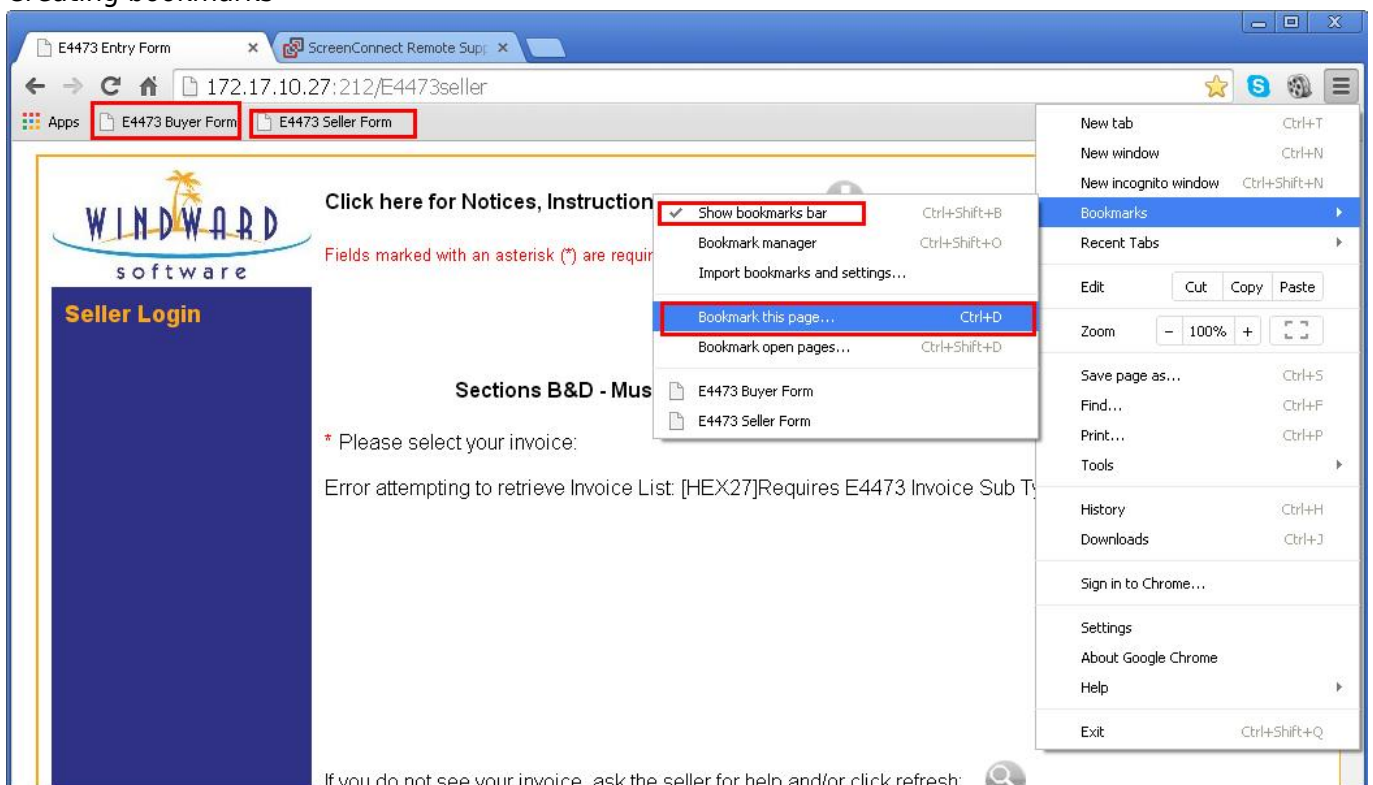 Creating bookmarks
E4473 Entry Form
ScreenConnect Remote Supp
172.17.10.27:212/E4473seller
Apps
E4473 Buyer Form
E4473 Seller Form
WINDWARD
software
Seller Login
Click here for Notices, Instruction
Fields marked with an asterisk (*) are requir
Sections B&D - Mus
* Please select your invoice:
Error attempting to retrieve Invoice List: [HEX27]Requires E4473 Invoice Sub Ty
If you do not see your invoice, ask the seller for help and/or click refresh:
Show bookmarks bar Ctrl+Shift+B
Bookmark manager Ctrl+Shift+O
Import bookmarks and settings...
Bookmark this page... Ctrl+D
Bookmark open pages... Ctrl+Shift+D
E4473 Buyer Form
E4473 Seller Form
New tab Ctrl+T
New window Ctrl+N
New incognito window Ctrl+Shift+N
Bookmarks
Recent Tabs
Edit Cut Copy Paste
Zoom - 100% +
Save page as... Ctrl+S
Find... Ctrl+F
Print... Ctrl+P
Tools
History Ctrl+H
Downloads Ctrl+J
Sign in to Chrome...
Settings
About Google Chrome
Help
Exit Ctrl+Shift+Q